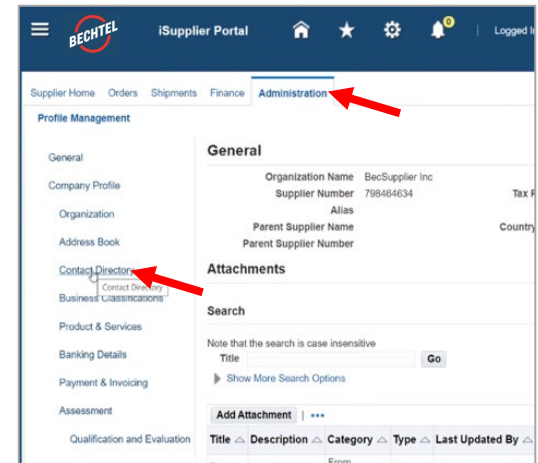 BECHTEL iSupplier Portal 0 Logged In
Supplier Home Orders Shipments Finance Administration
Profile Management
General
Company Profile
Organization
Address Book
Contact Directory
Contact Directory
Business Classifications
Product & Services
Banking Details
Payment & Invoicing
Assessment
Qualification and Evaluation
General
Organization Name BecSupplier Inc
Supplier Number 798464634 Tax
Alias
Parent Supplier Name Country
Parent Supplier Number
Attachments
Search
Note that the search is case insensitive
Title Go
Show More Search Options
Add Attachment | •••
Title Description Category Type Last Updated By
From